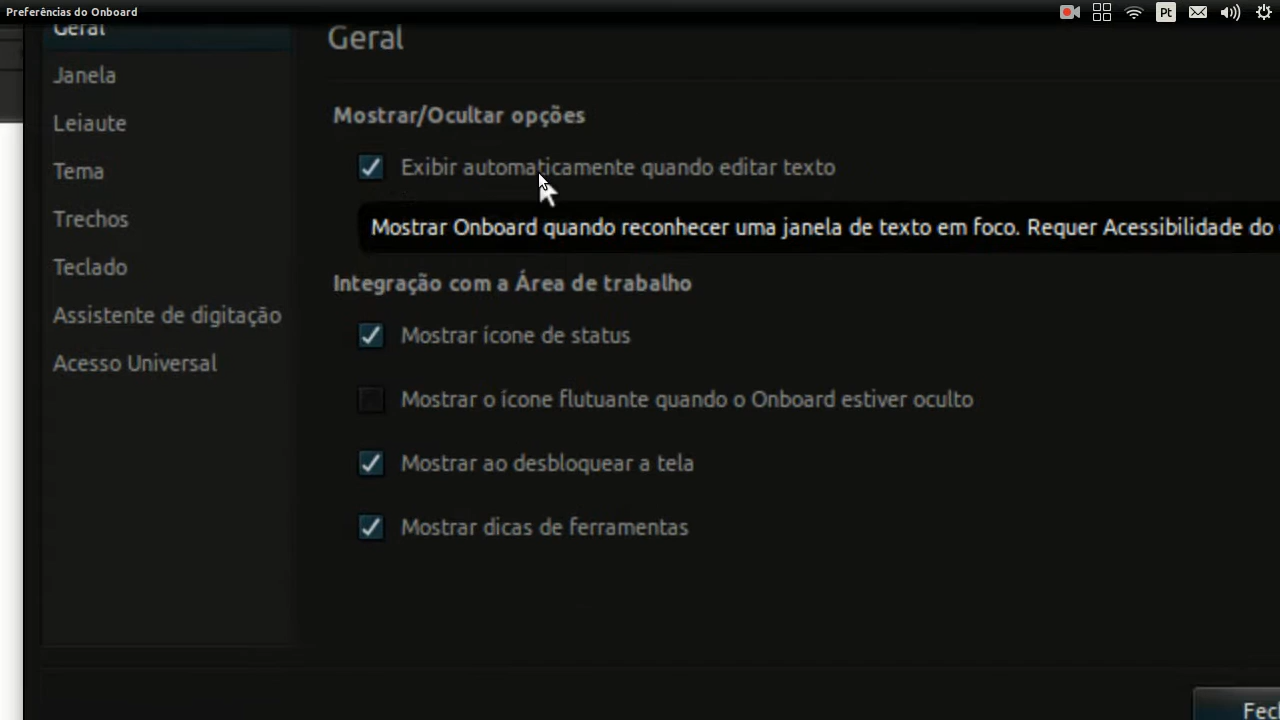 Preferências do Onboard
Pt
Geral
Janela
Leiaute
Tema
Trechos
Teclado
Assistente de digitação
Acesso Universal
Geral
Mostrar/Ocultar opções
Exibir automaticamente quando editar texto
Mostrar Onboard quando reconhecer uma janela de texto em foco. Requer Acessibilidade do
Integração com a Área de trabalho
Mostrar ícone de status
Mostrar o ícone flutuante quando o Onboard estiver oculto
Mostrar ao desbloquear a tela
Mostrar dicas de ferramentas